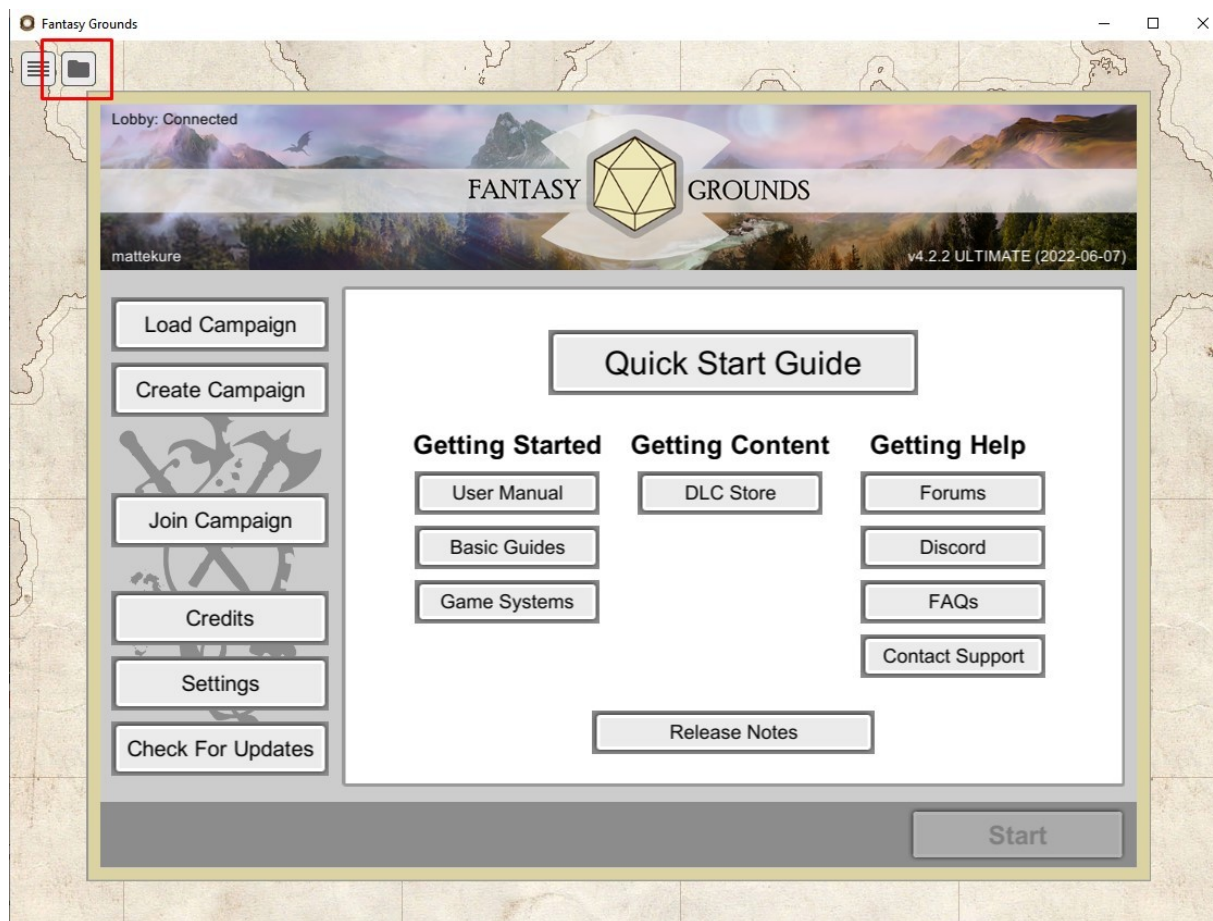 Fantasy Grounds
Lobby: Connected
FANTASY GROUNDS
mattekure
v4.2.2 ULTIMATE (2022-06-07)
Load Campaign
Create Campaign
Join Campaign
Credits
Settings
Check For Updates
Quick Start Guide
Getting Started
User Manual
Basic Guides
Game Systems
Getting Content
DLC Store
Getting Help
Forums
Discord
FAQs
Contact Support
Release Notes
Start